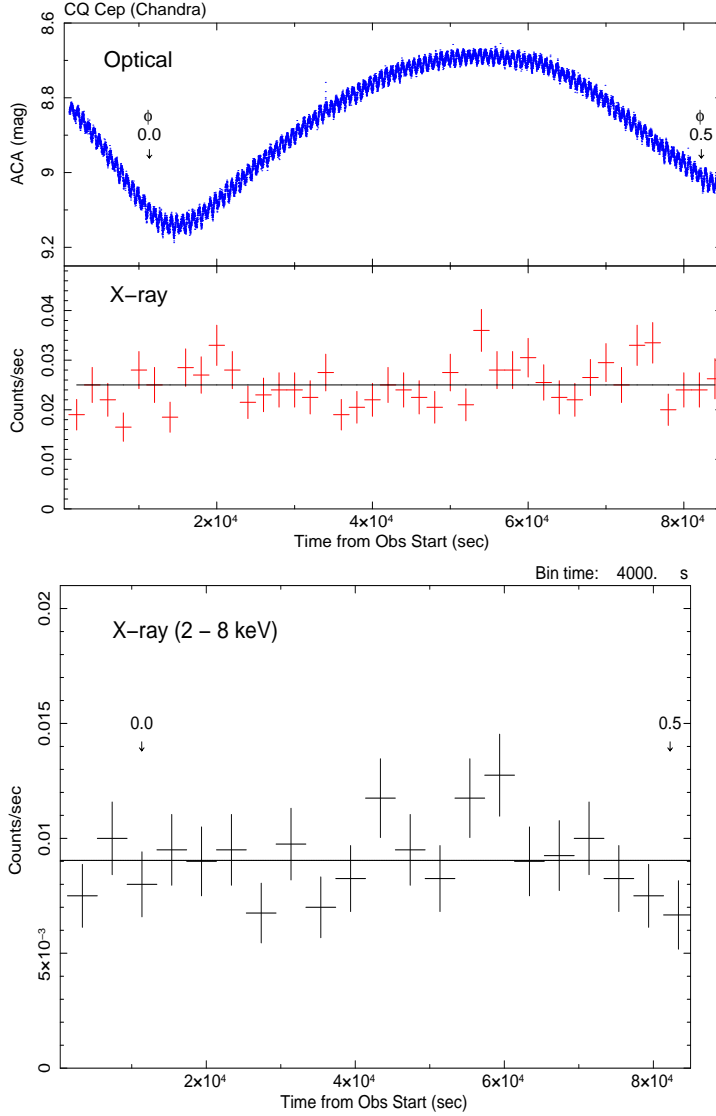 CQ Cep (Chandra)
Optical
ACA (mag)
8.6
8.8
9
9.2
ϕ
0.0
ϕ
0.5
X−ray
Counts/sec
0.04
0.03
0.02
0.01
0
2×10⁴ 4×10⁴ 6×10⁴ 8×10⁴
Time from Obs Start (sec)
Bin time: 4000. s
X−ray (2 − 8 keV)
Counts/sec
0.02
0.015
0.01
5×10⁻³
0
0.0
0.5
2×10⁴ 4×10⁴ 6×10⁴ 8×10⁴
Time from Obs Start (sec)